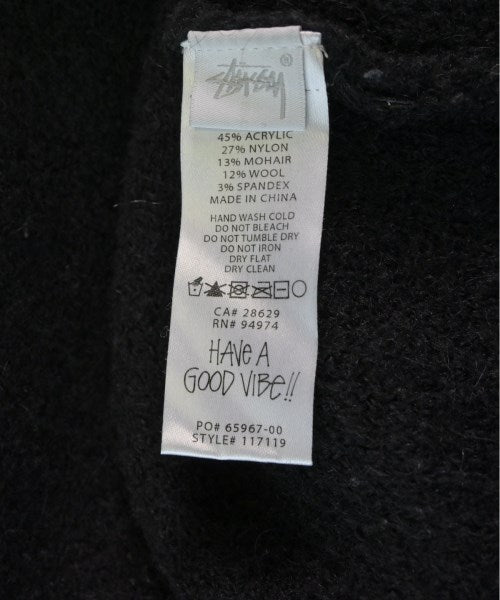 Stüssy
®
45% ACRYLIC
27% NYLON
13% MOHAIR
12% WOOL
3% SPANDEX
MADE IN CHINA
HAND WASH COLD
DO NOT BLEACH
DO NOT TUMBLE DRY
DO NOT IRON
DRY FLAT
DRY CLEAN
CA# 28629
RN# 94974
HAVE A
GOOD VIBE!!
PO# 65967-00
STYLE# 117119